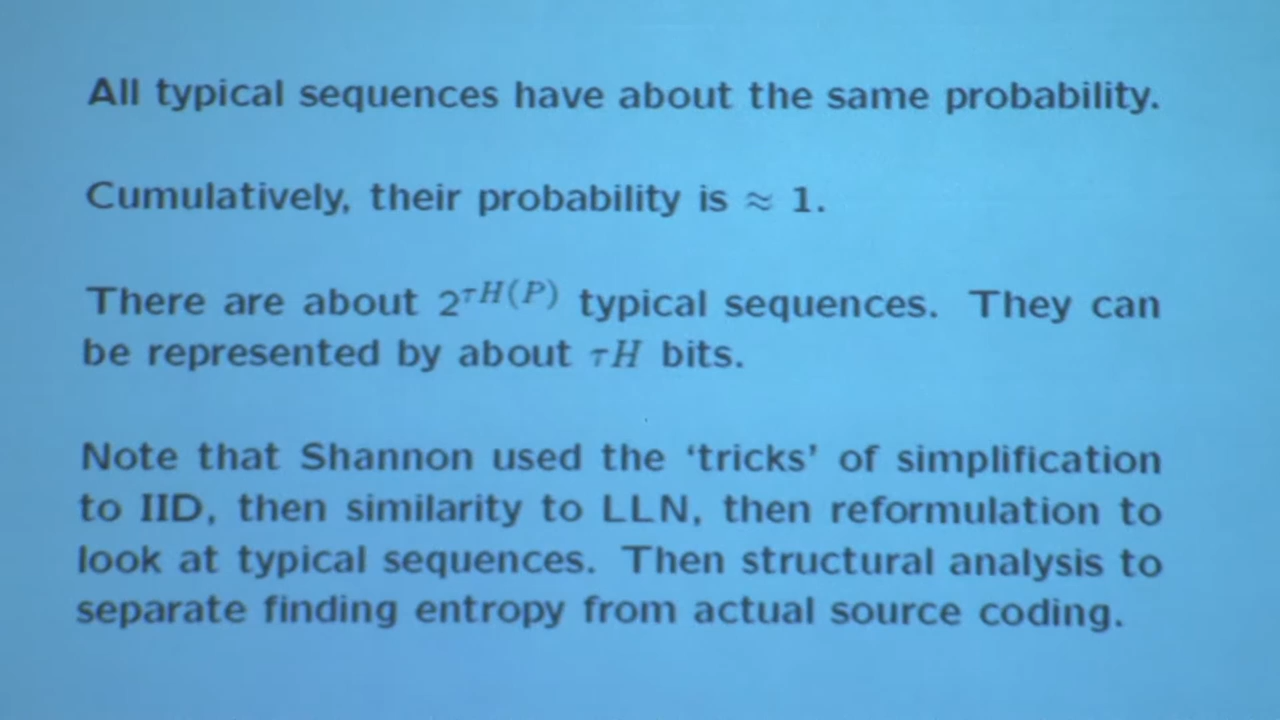 All typical sequences have about the same probability.
Cumulatively, their probability is ≈ 1.
There are about 2^{τH(P)} typical sequences. They can
be represented by about τH bits.
Note that Shannon used the ‘tricks’ of simplification
to IID, then similarity to LLN, then reformulation to
look at typical sequences. Then structural analysis to
separate finding entropy from actual source coding.